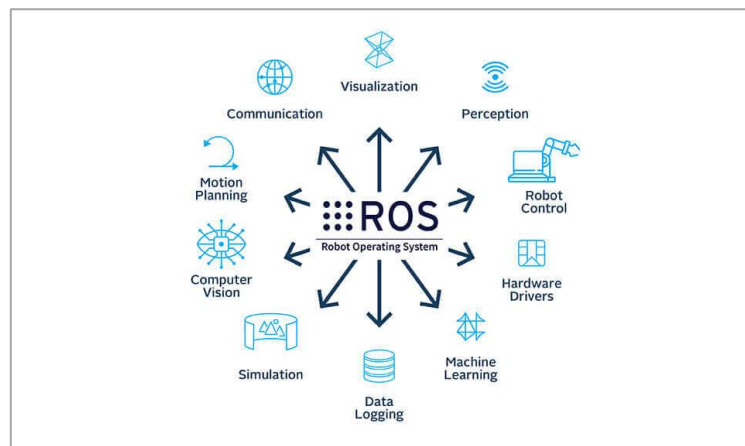 Visualization
Communication
Perception
Motion
Planning
Robot
Control
ROS
Robot Operating System
Computer
Vision
Hardware
Drivers
Simulation
Machine
Learning
Data
Logging